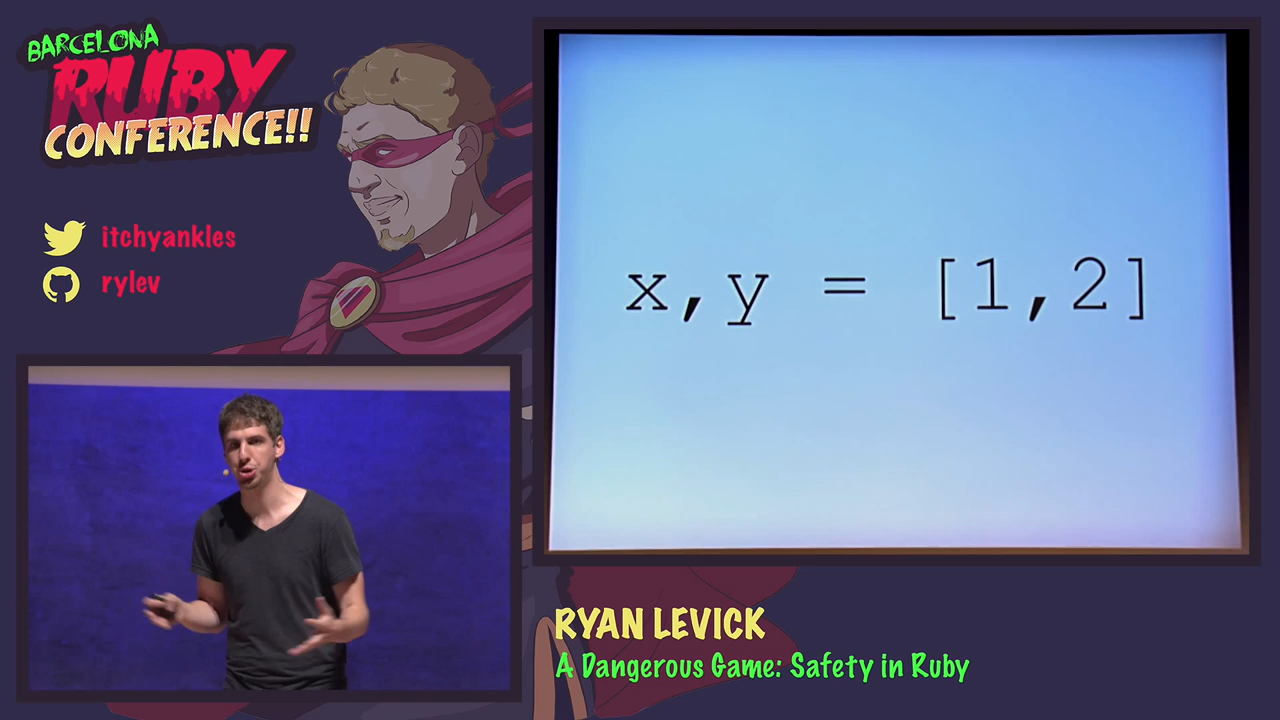 BARCELONA
RUBY
CONFERENCE!!
itchyankles
rylev
x,y = [1,2]
RYAN LEVICK
A Dangerous Game: Safety in Ruby